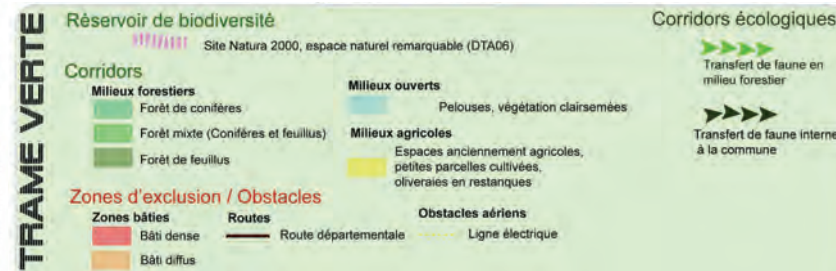 TRAME VERTE
Réservoir de biodiversité
Site Natura 2000, espace naturel remarquable (DTA06)
Corridors
Milieux forestiers
Forêt de conifères
Forêt mixte (Conifères et feuillus)
Forêt de feuillus
Milieux ouverts
Pelouses, végétation clairsemées
Milieux agricoles
Espaces anciennement agricoles,
petites parcelles cultivées,
oliveraies en restanques
Zones d'exclusion / Obstacles
Zones bâties
Bâti dense
Bâti diffus
Routes
Route départementale
Obstacles aériens
Ligne électrique
Corridors écologiques
Transfert de faune en
milieu forestier
Transfert de faune interne
à la commune